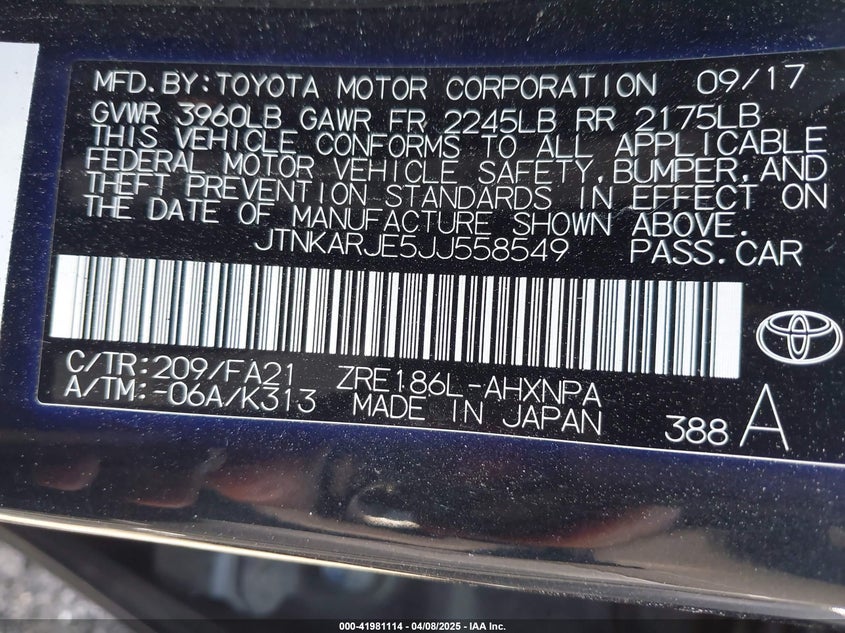 MFD.BY:TOYOTA MOTOR CORPORATION 09/17
GVWR 3960LB GAWR FR 2245LB RR 2175LB
THIS VEHICLE CONFORMS TO ALL APPLICABLE
FEDERAL MOTOR VEHICLE SAFETY,BUMPER,AND
THEFT PREVENTION STANDARDS IN EFFECT ON
THE DATE OF MANUFACTURE SHOWN ABOVE.
JTNKARJE5JJ558549 PASS.CAR
C/TR:209/FA21 ZRE186L-AHXNPA
A/TM:-06A/K313 MADE IN JAPAN 388 A
000-41981114 - 04/08/2025 - IAA Inc.